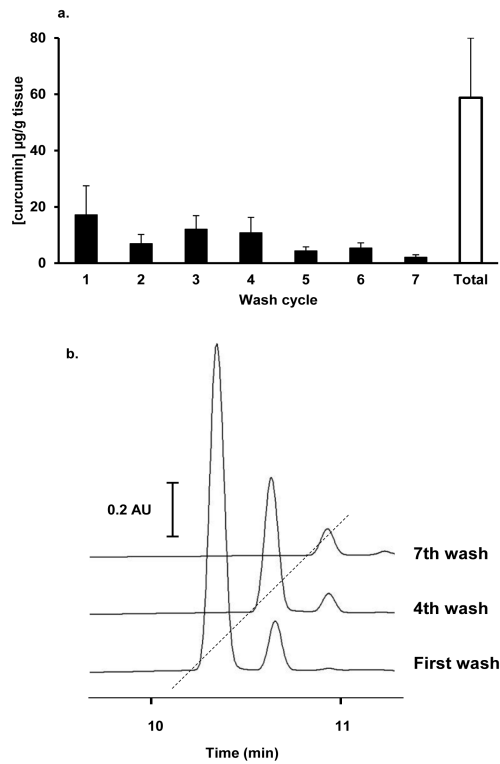 a.
80
60
40
20
0
[curcumin] µg/g tissue
1 2 3 4 5 6 7 Total
Wash cycle
b.
0.2 AU
7th wash
4th wash
First wash
10 11
Time (min)